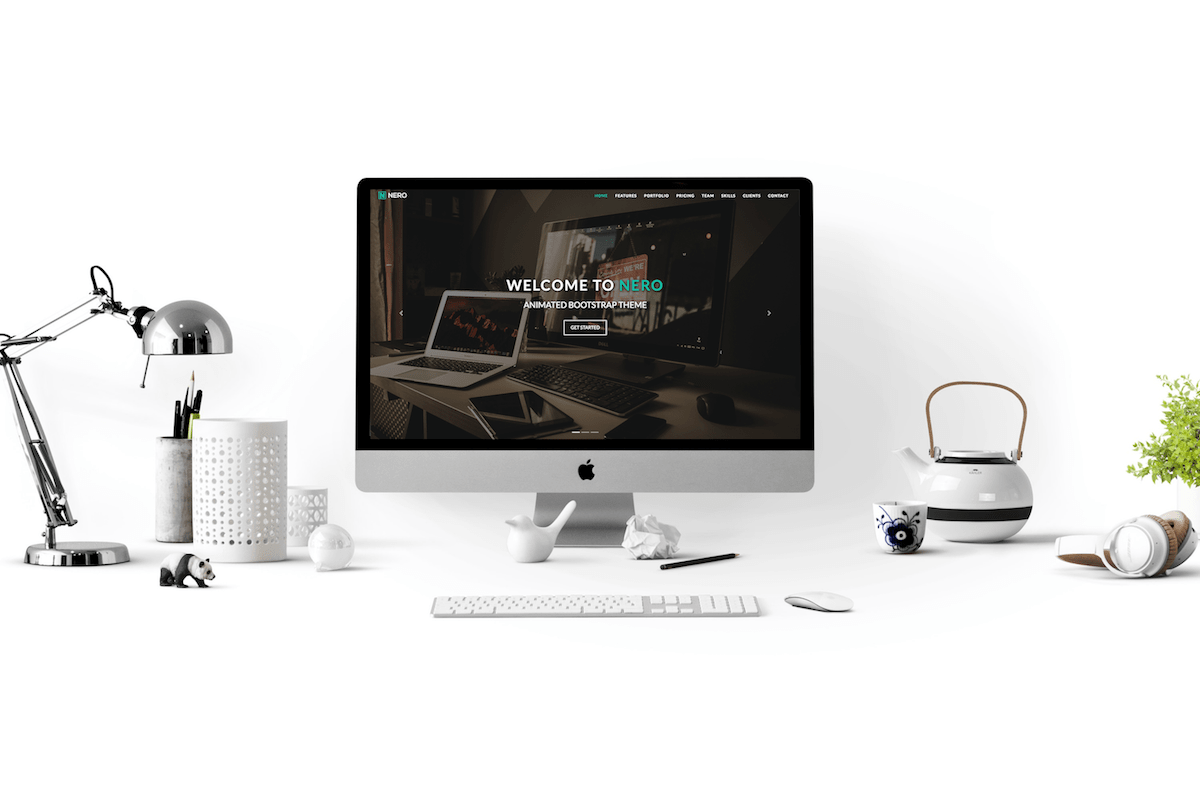 NERO
HOME FEATURES PORTFOLIO PRICING TEAM SKILLS CLIENTS CONTACT
WELCOME TO NERO
ANIMATED BOOTSTRAP THEME
GET STARTED